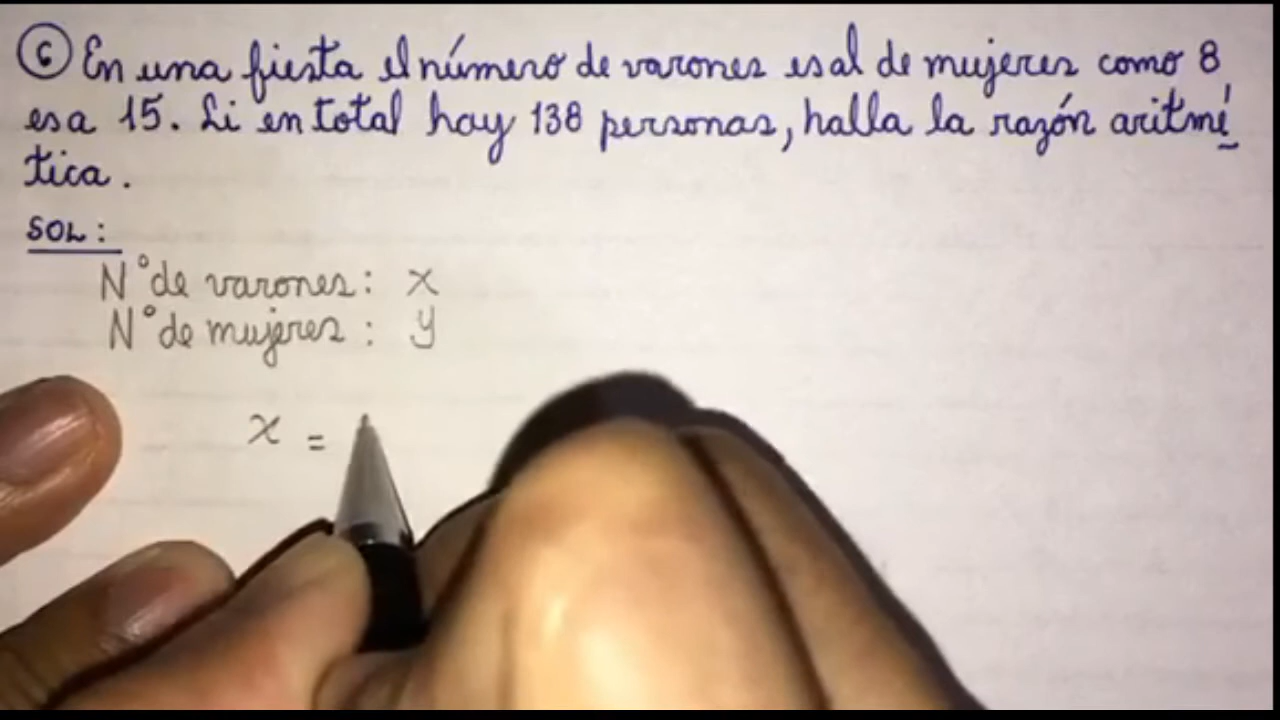 6 En una fiesta el número de varones es al de mujeres como 8
es a 15. Si en total hay 138 personas, halla la razón aritmé
tica.
SOL:
N° de varones: x
N° de mujeres: y
x =